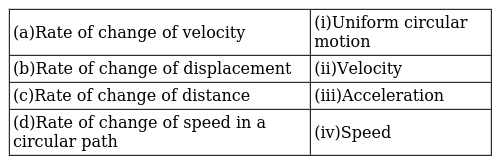 (a)Rate of change of velocity
(i)Uniform circular
motion
(b)Rate of change of displacement
(ii)Velocity
(c)Rate of change of distance
(iii)Acceleration
(d)Rate of change of speed in a
circular path
(iv)Speed